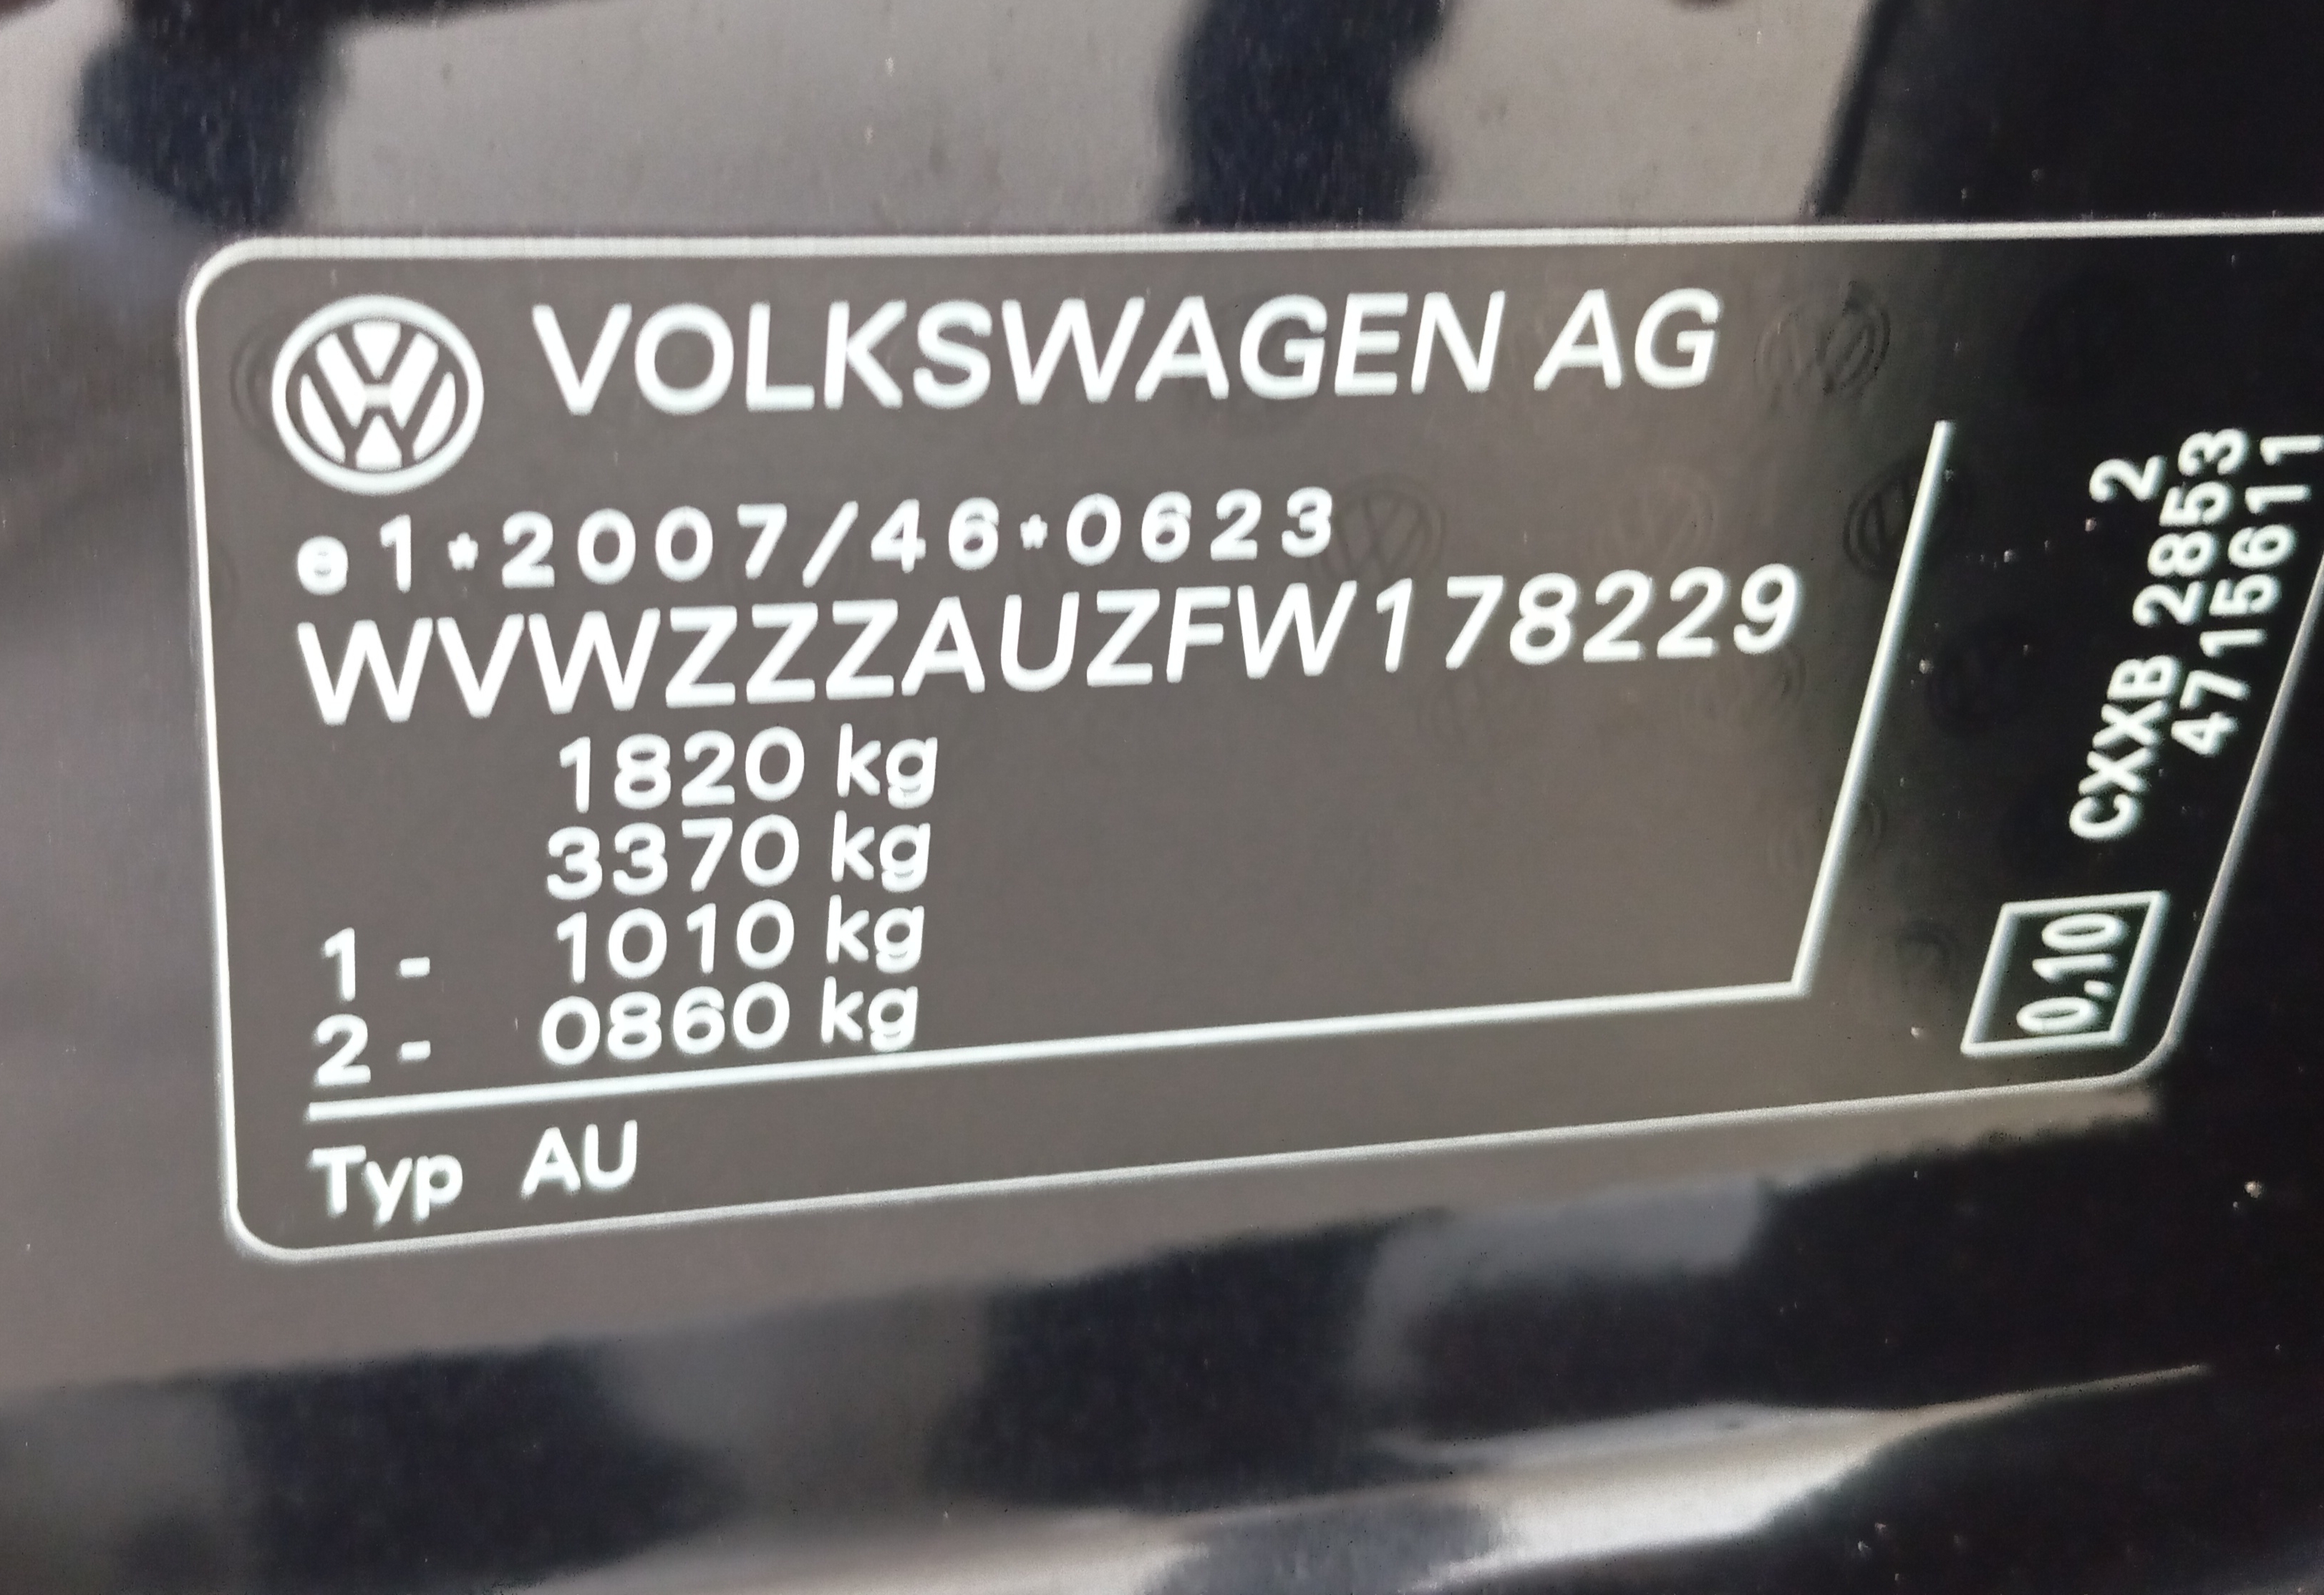 VOLKSWAGEN AG
e1*2007/46*0623
WVWZZZAUZFW178229
1820 kg
3370 kg
1 - 1010 kg
2 - 0860 kg
Typ AU
2
CXXB 2853
4715611
0,10